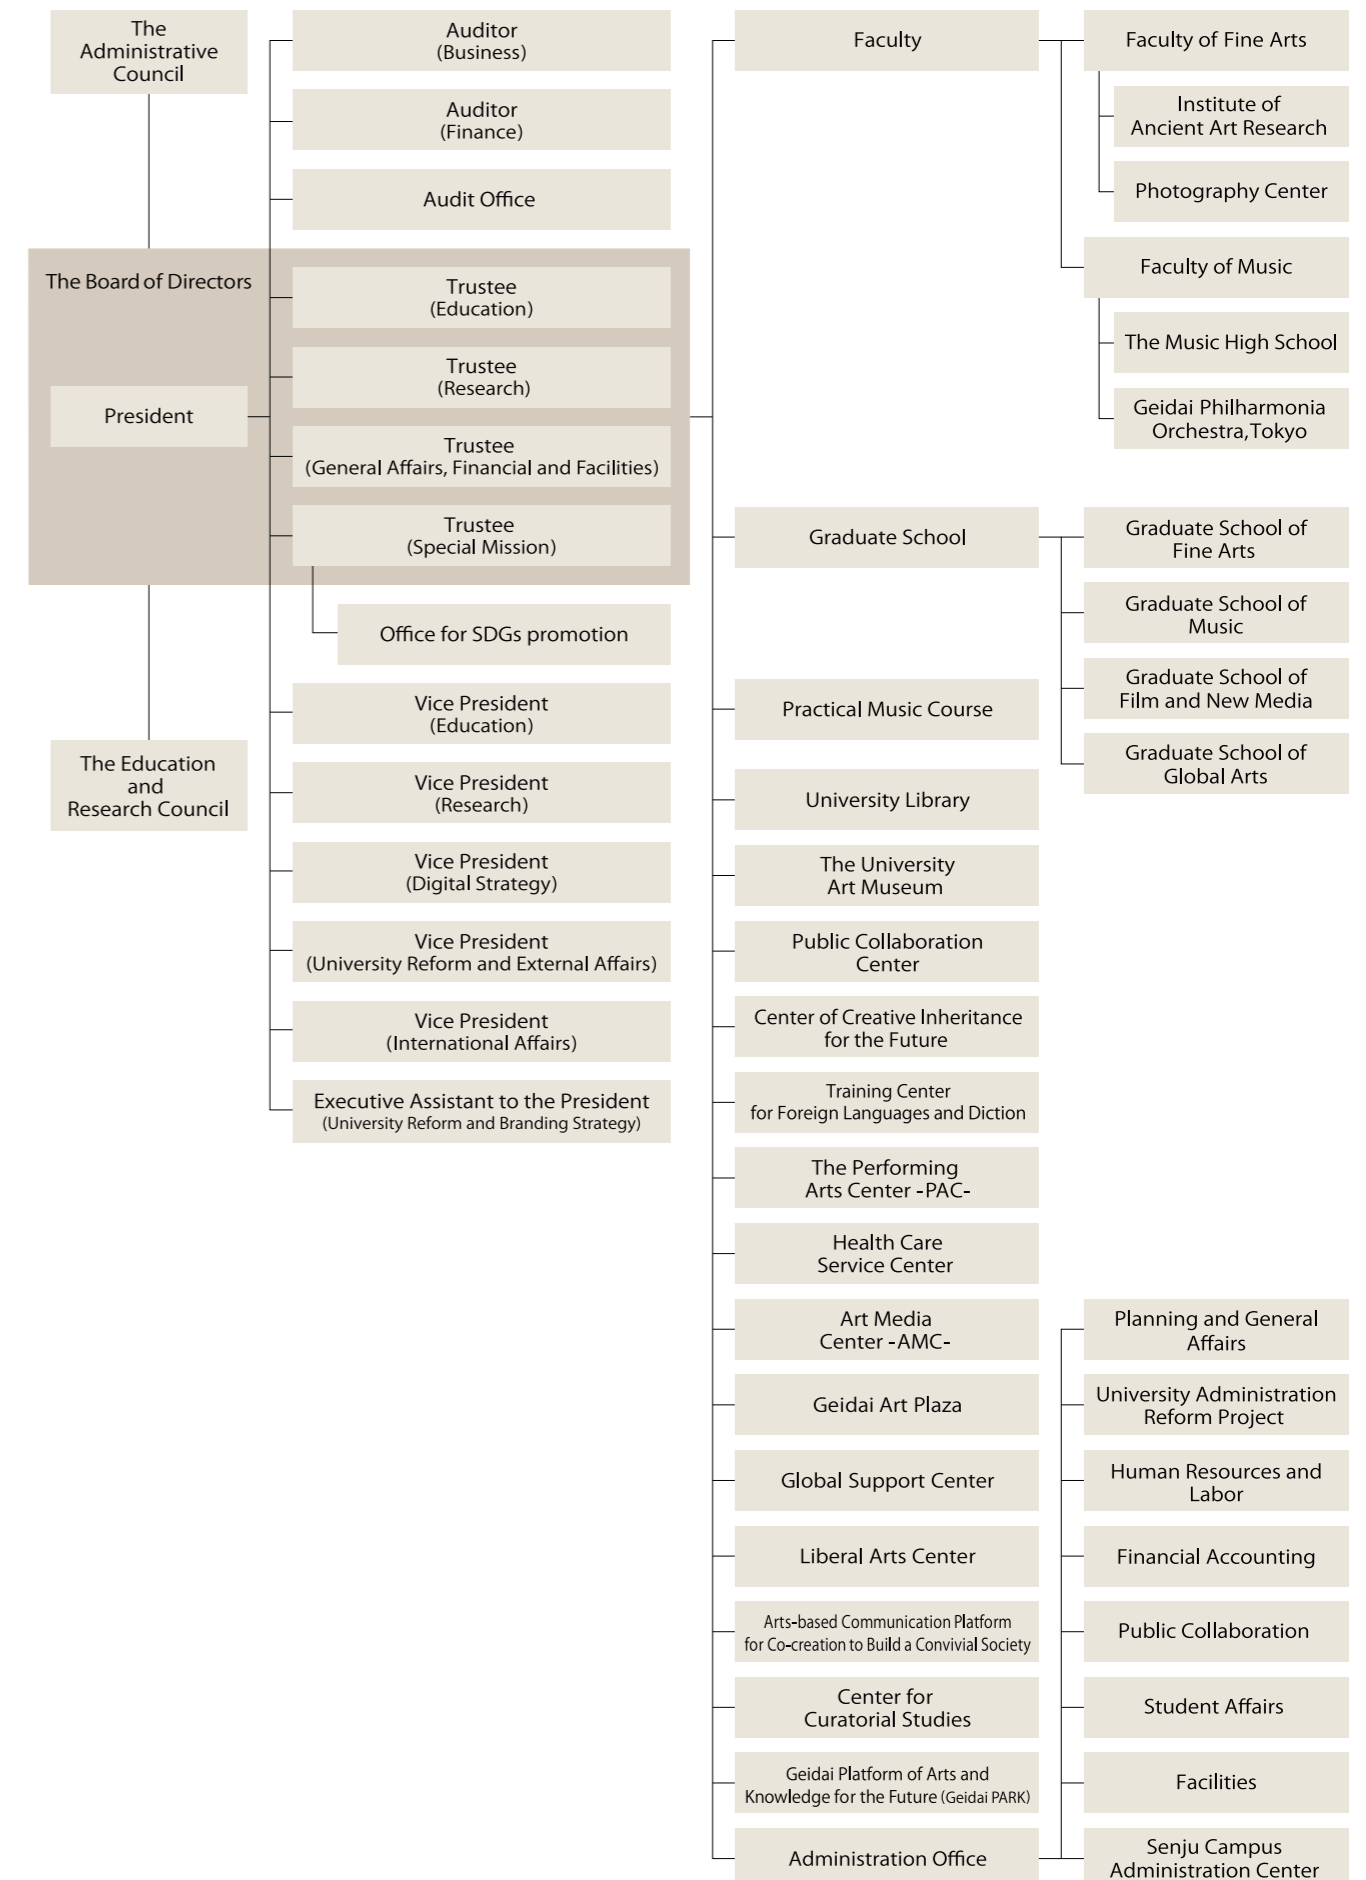 The
Administrative
Council
The Board of Directors
President
The Education
and
Research Council
Auditor
(Business)
Auditor
(Finance)
Audit Office
Trustee
(Education)
Trustee
(Research)
Trustee
(General Affairs, Financial and Facilities)
Trustee
(Special Mission)
Office for SDGs promotion
Vice President
(Education)
Vice President
(Research)
Vice President
(Digital Strategy)
Vice President
(University Reform and External Affairs)
Vice President
(International Affairs)
Executive Assistant to the President
(University Reform and Branding Strategy)
Faculty
Graduate School
Practical Music Course
University Library
The University
Art Museum
Public Collaboration
Center
Center of Creative Inheritance
for the Future
Training Center
for Foreign Languages and Diction
The Performing
Arts Center -PAC-
Health Care
Service Center
Art Media
Center -AMC-
Geidai Art Plaza
Global Support Center
Liberal Arts Center
Arts-based Communication Platform
for Co-creation to Build a Convivial Society
Center for
Curatorial Studies
Geidai Platform of Arts and
Knowledge for the Future (Geidai PARK)
Administration Office
Faculty of Fine Arts
Institute of
Ancient Art Research
Photography Center
Faculty of Music
The Music High School
Geidai Philharmonia
Orchestra,Tokyo
Graduate School of
Fine Arts
Graduate School of
Music
Graduate School of
Film and New Media
Graduate School of
Global Arts
Planning and General
Affairs
University Administration
Reform Project
Human Resources and
Labor
Financial Accounting
Public Collaboration
Student Affairs
Facilities
Senju Campus
Administration Center